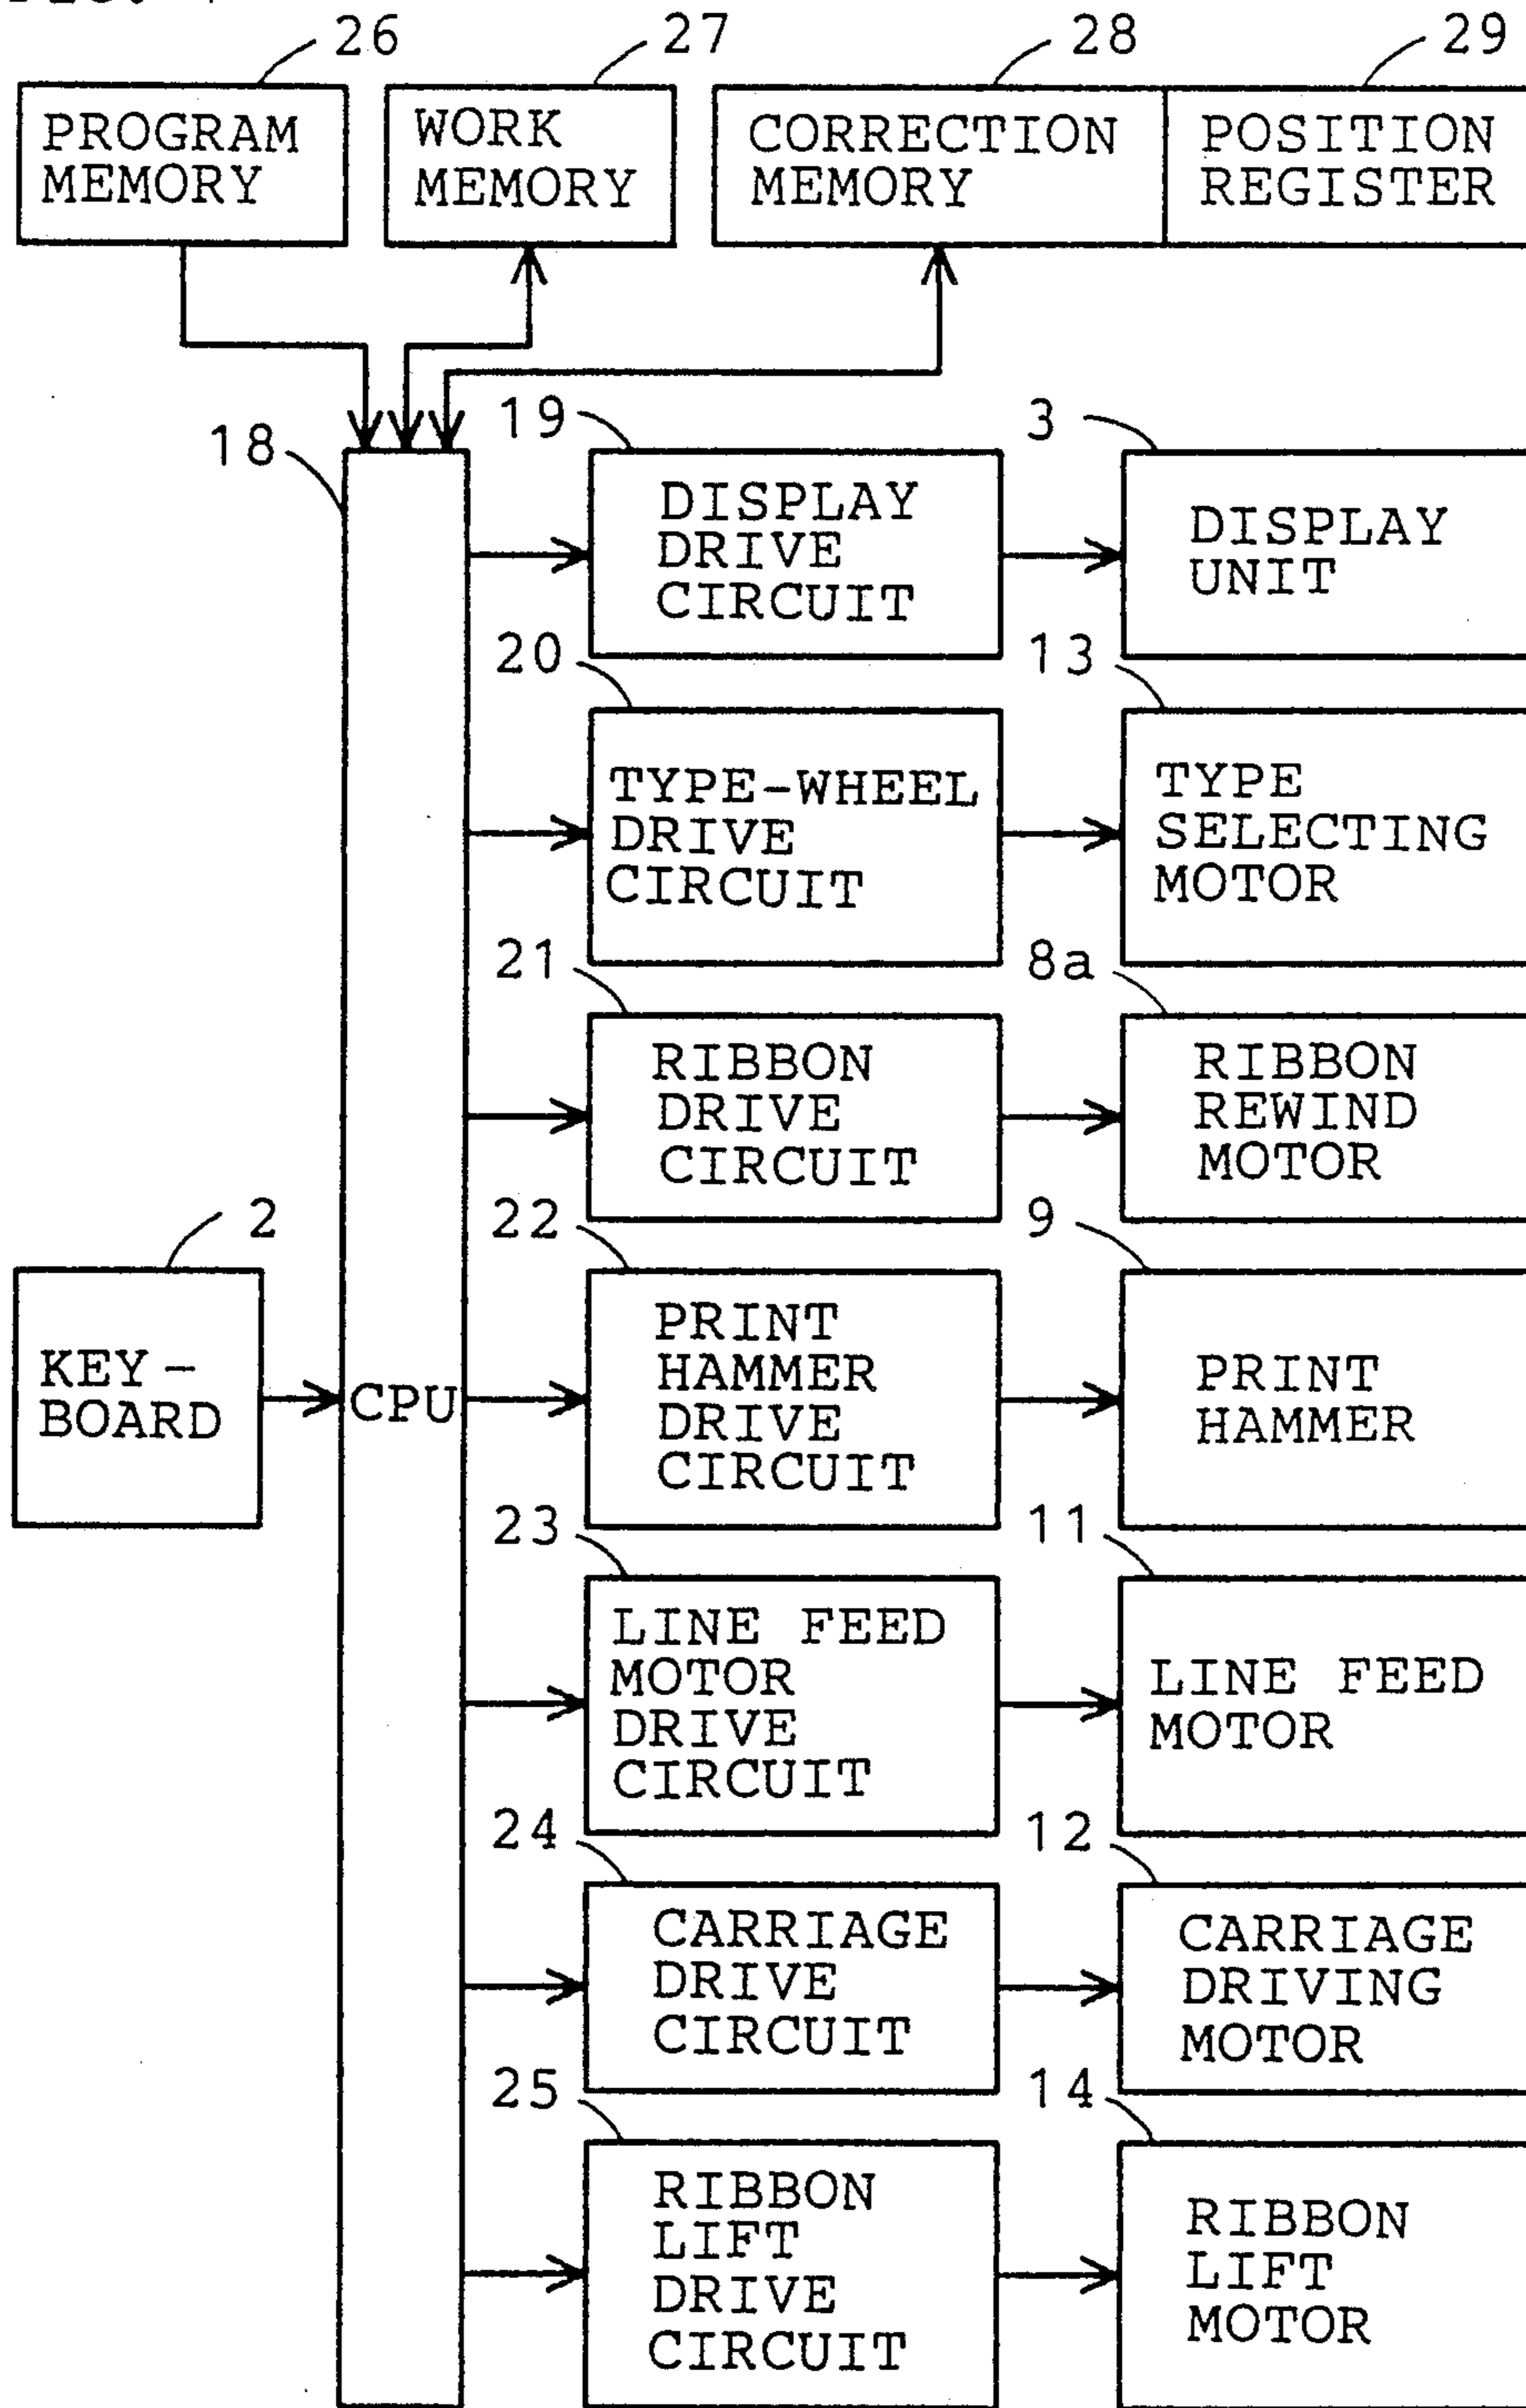 26
27
28
29
PROGRAM
MEMORY
WORK
MEMORY
CORRECTION
MEMORY
POSITION
REGISTER
18
19
3
DISPLAY
DRIVE
CIRCUIT
DISPLAY
UNIT
20
13
TYPE-WHEEL
DRIVE
CIRCUIT
TYPE
SELECTING
MOTOR
21
8a
RIBBON
DRIVE
CIRCUIT
RIBBON
REWIND
MOTOR
2
22
9
KEY-
BOARD
CPU
PRINT
HAMMER
DRIVE
CIRCUIT
PRINT
HAMMER
23
11
LINE FEED
MOTOR
DRIVE
CIRCUIT
LINE FEED
MOTOR
24
12
CARRIAGE
DRIVE
CIRCUIT
CARRIAGE
DRIVING
MOTOR
25
14
RIBBON
LIFT
DRIVE
CIRCUIT
RIBBON
LIFT
MOTOR